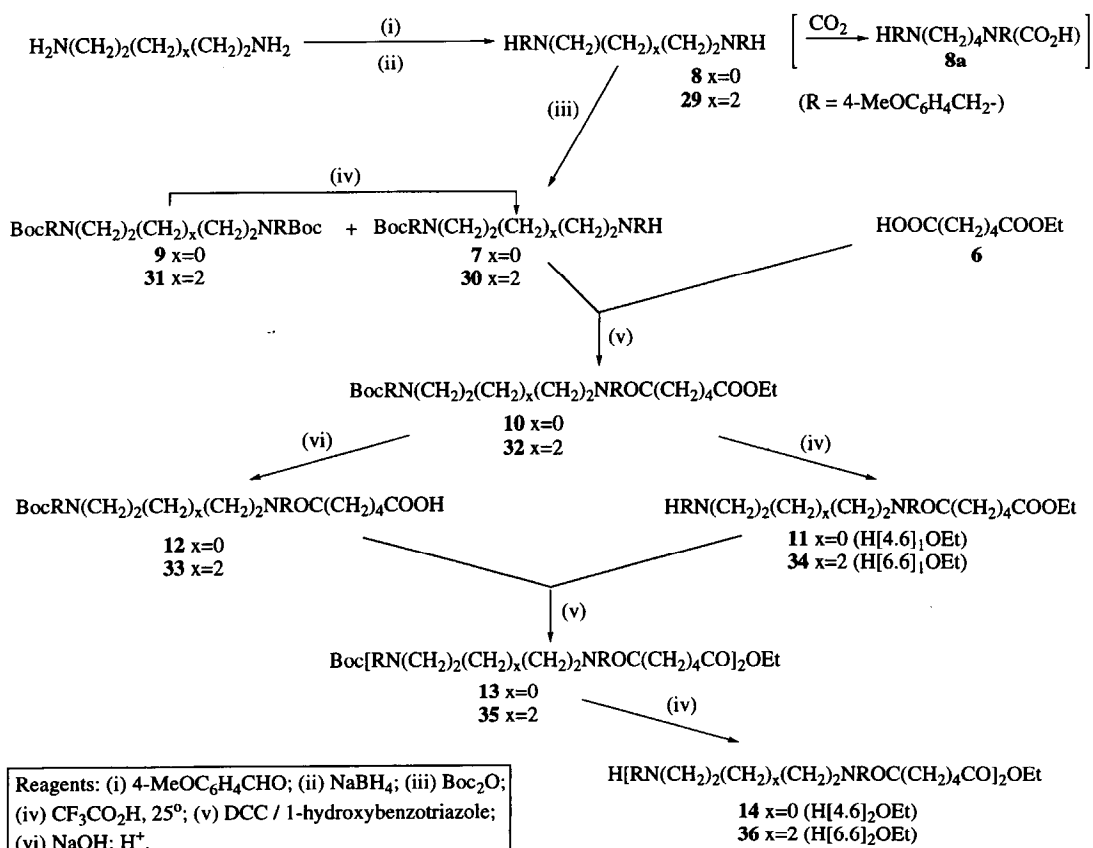 (i)
H₂N(CH₂)₂(CH₂)ₓ(CH₂)₂NH₂
(ii)
HRN(CH₂)(CH₂)ₓ(CH₂)₂NRH
8 x=0
29 x=2
[ CO₂ HRN(CH₂)₄NR(CO₂H) ]
8a
(R = 4-MeOC₆H₄CH₂-)
(iii)
(iv)
BocRN(CH₂)₂(CH₂)ₓ(CH₂)₂NRBoc + BocRN(CH₂)₂(CH₂)ₓ(CH₂)₂NRH
9 x=0
31 x=2
7 x=0
30 x=2
HOOC(CH₂)₄COOEt
6
(v)
BocRN(CH₂)₂(CH₂)ₓ(CH₂)₂NROC(CH₂)₄COOEt
10 x=0
32 x=2
(vi)
(iv)
BocRN(CH₂)₂(CH₂)ₓ(CH₂)₂NROC(CH₂)₄COOH
12 x=0
33 x=2
HRN(CH₂)₂(CH₂)ₓ(CH₂)₂NROC(CH₂)₄COOEt
11 x=0 (H[4.6]₁OEt)
34 x=2 (H[6.6]₁OEt)
(v)
Boc[RN(CH₂)₂(CH₂)ₓ(CH₂)₂NROC(CH₂)₄CO]₂OEt
13 x=0
35 x=2
(iv)
H[RN(CH₂)₂(CH₂)ₓ(CH₂)₂NROC(CH₂)₄CO]₂OEt
14 x=0 (H[4.6]₂OEt)
36 x=2 (H[6.6]₂OEt)
Reagents: (i) 4-MeOC₆H₄CHO; (ii) NaBH₄; (iii) Boc₂O;
(iv) CF₃CO₂H, 25°; (v) DCC / 1-hydroxybenzotriazole;
(vi) NaOH; H⁺.